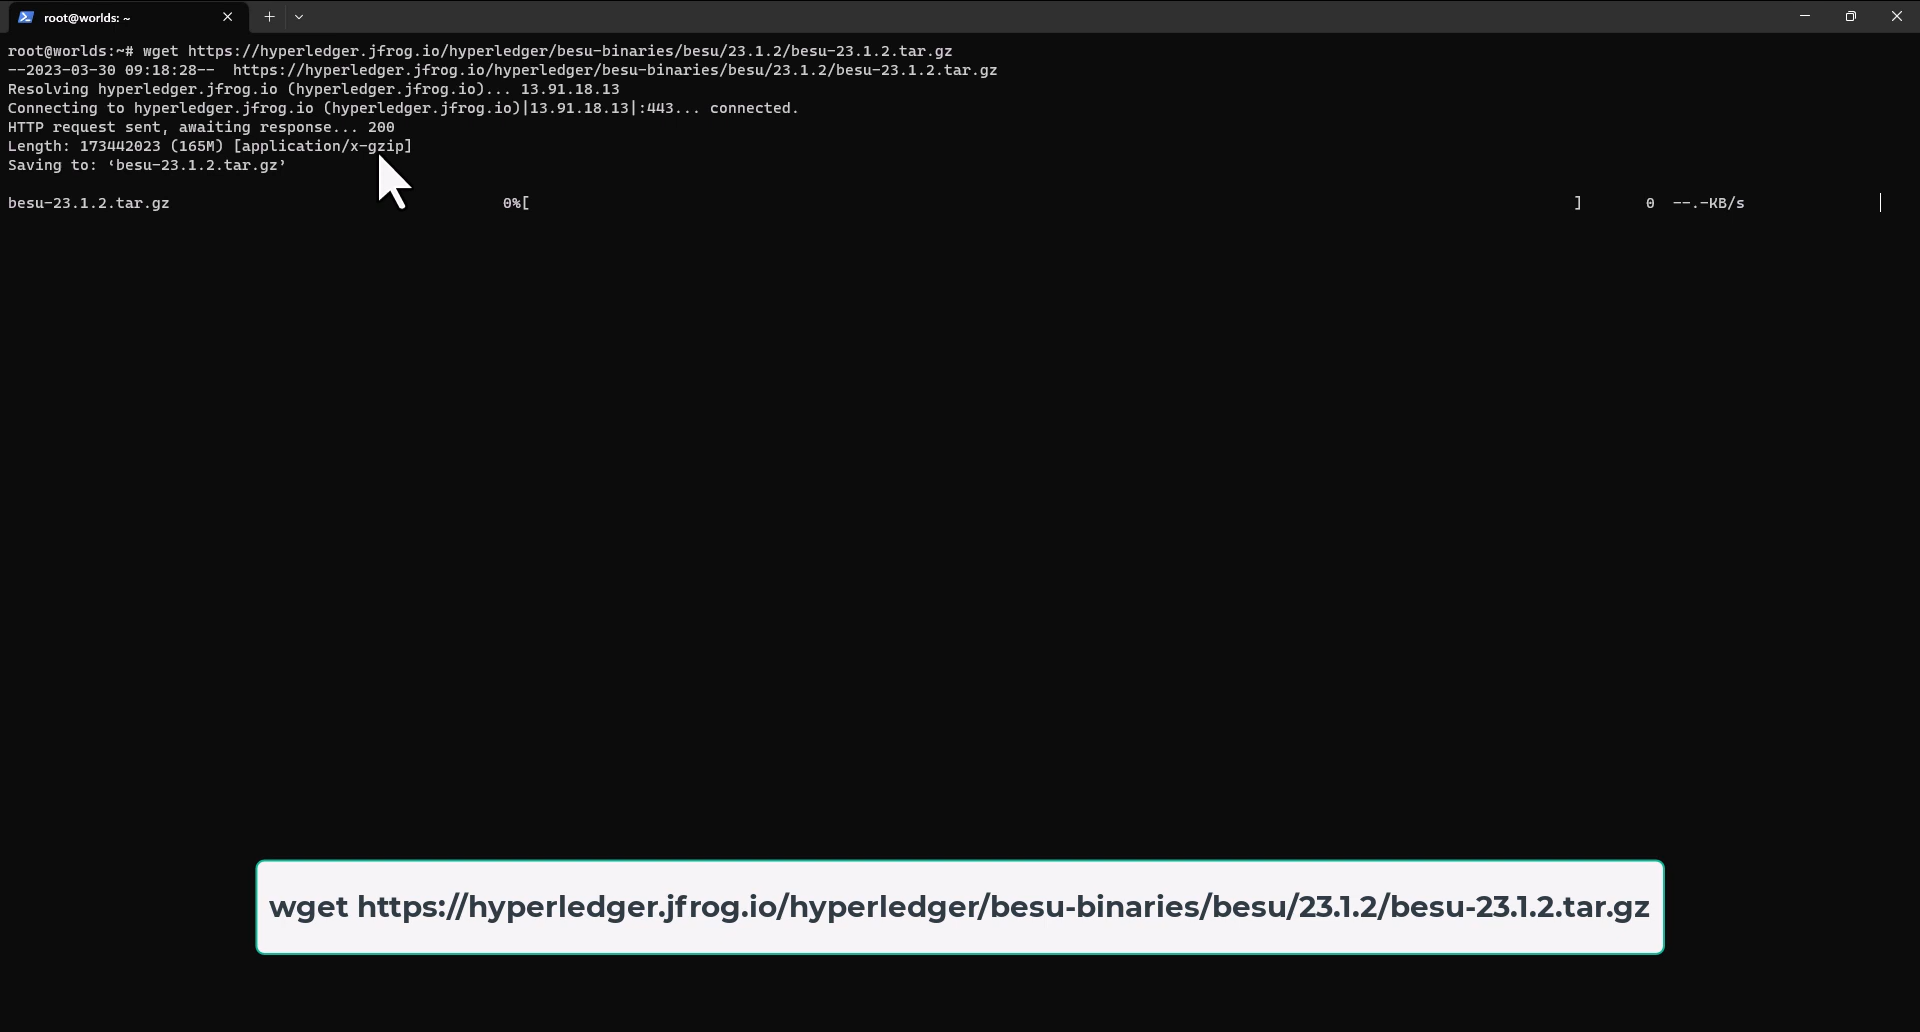 root@worlds: ~
root@worlds:~# wget https://hyperledger.jfrog.io/hyperledger/besu-binaries/besu/23.1.2/besu-23.1.2.tar.gz
--2023-03-30 09:18:28--  https://hyperledger.jfrog.io/hyperledger/besu-binaries/besu/23.1.2/besu-23.1.2.tar.gz
Resolving hyperledger.jfrog.io (hyperledger.jfrog.io)... 13.91.18.13
Connecting to hyperledger.jfrog.io (hyperledger.jfrog.io)|13.91.18.13|:443... connected.
HTTP request sent, awaiting response... 200
Length: 173442023 (165M) [application/x-gzip]
Saving to: ‘besu-23.1.2.tar.gz’
besu-23.1.2.tar.gz 0%[ ] 0 --.-KB/s
wget https://hyperledger.jfrog.io/hyperledger/besu-binaries/besu/23.1.2/besu-23.1.2.tar.gz